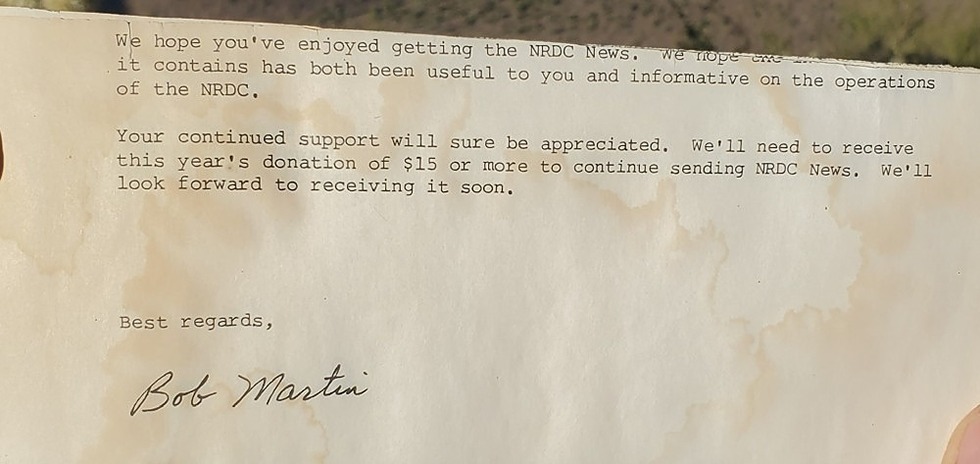 We hope you've enjoyed getting the NRDC News. We hope the
it contains has both been useful to you and informative on the operations
of the NRDC.
Your continued support will sure be appreciated. We'll need to receive
this year's donation of $15 or more to continue sending NRDC News. We'll
look forward to receiving it soon.
Best regards,
Bob Martin